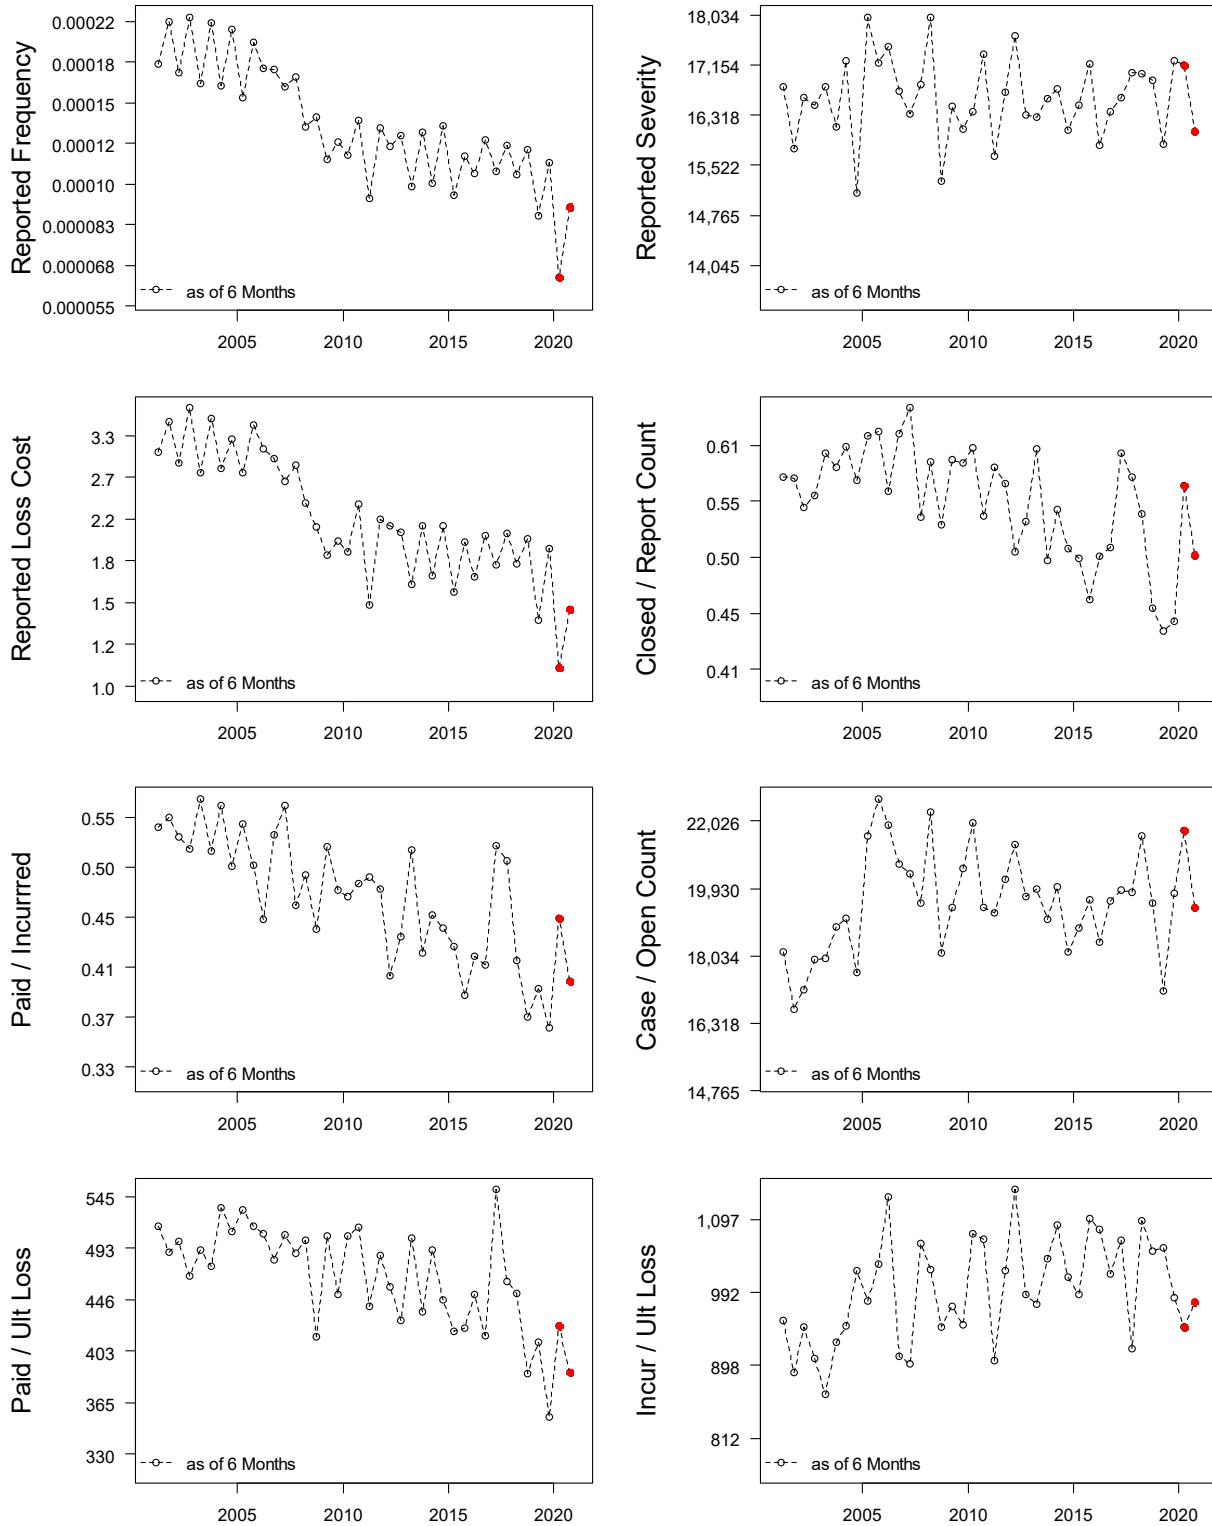 Reported Frequency
0.00022
0.00018
0.00015
0.00012
0.00010
0.000083
0.000068
0.000055
as of 6 Months
2005 2010 2015 2020
Reported Severity
18,034
17,154
16,318
15,522
14,765
14,045
as of 6 Months
2005 2010 2015 2020
Reported Loss Cost
3.3
2.7
2.2
1.8
1.5
1.2
1.0
as of 6 Months
2005 2010 2015 2020
Closed / Report Count
0.61
0.55
0.50
0.45
0.41
as of 6 Months
2005 2010 2015 2020
Paid / Incurrred
0.55
0.50
0.45
0.41
0.37
0.33
as of 6 Months
2005 2010 2015 2020
Case / Open Count
22,026
19,930
18,034
16,318
14,765
as of 6 Months
2005 2010 2015 2020
Paid / Ult Loss
545
493
446
403
365
330
as of 6 Months
2005 2010 2015 2020
Incur / Ult Loss
1,097
992
898
812
as of 6 Months
2005 2010 2015 2020